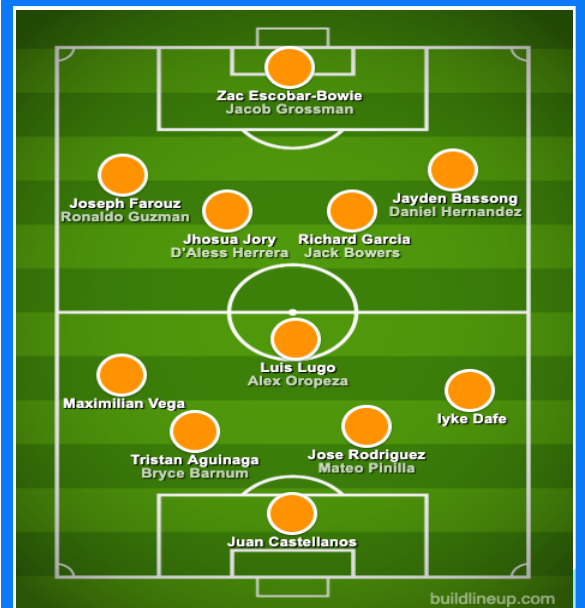 Zac Escobar-Bowie
Jacob Grossman
Joseph Farouz
Ronaldo Guzman
Jayden Bassong
Daniel Hernandez
Jhosua Jory
D'Aless Herrera
Richard Garcia
Jack Bowers
Luis Lugo
Alex Oropeza
Maximilian Vega
Iyke Dafe
Tristan Aguinaga
Bryce Barnum
Jose Rodriguez
Mateo Pinilla
Juan Castellanos
buildlineup.com